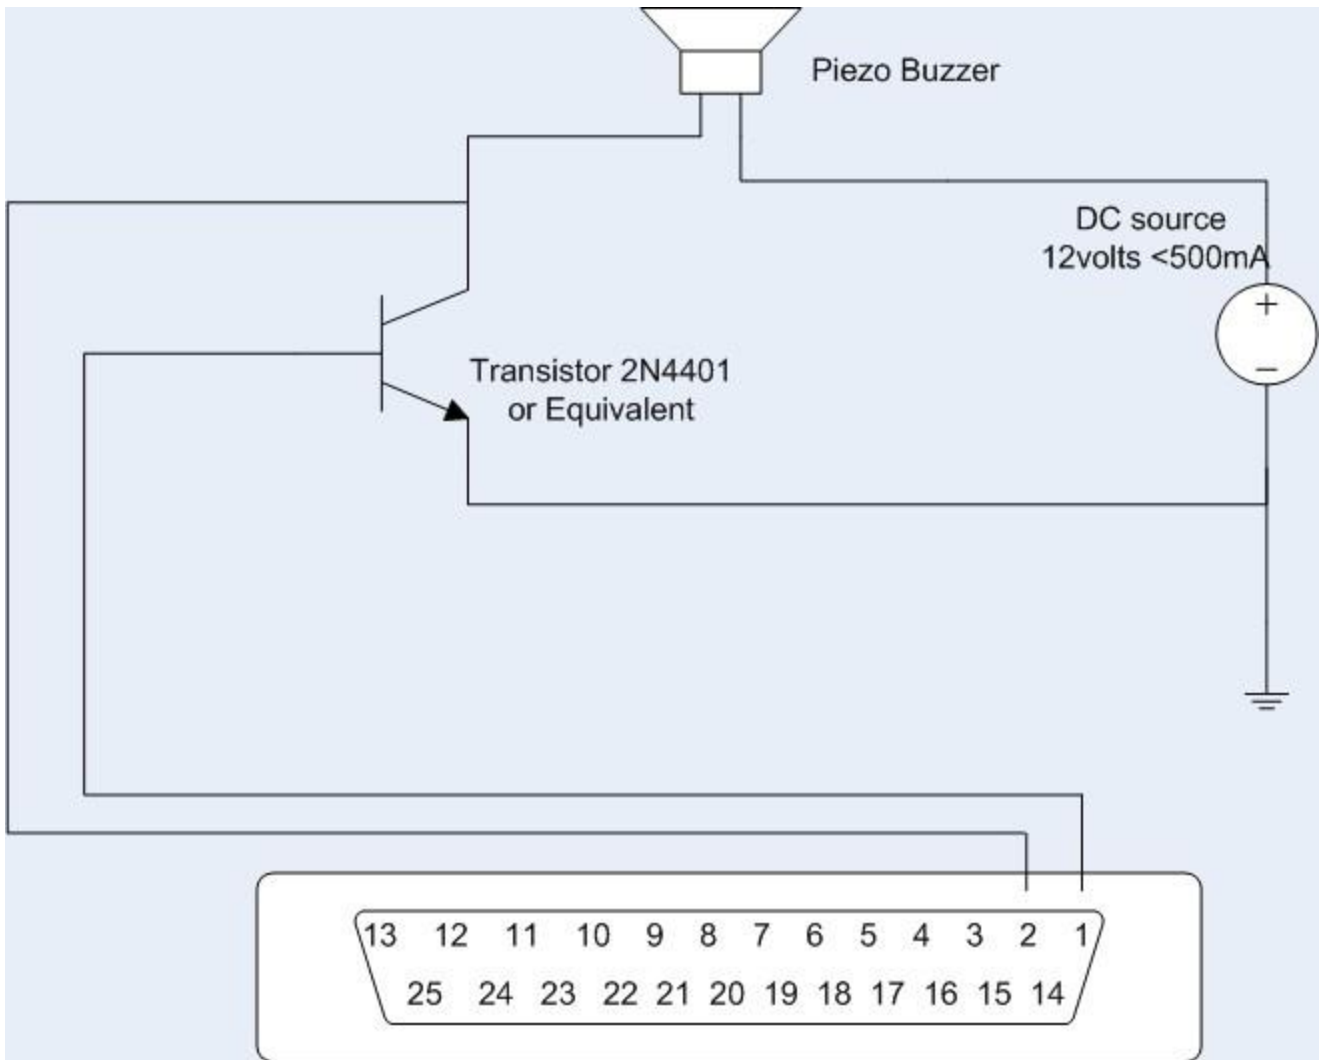 Piezo Buzzer
DC source
12volts <500mA
+
−
Transistor 2N4401
or Equivalent
13 12 11 10 9 8 7 6 5 4 3 2 1
25 24 23 22 21 20 19 18 17 16 15 14